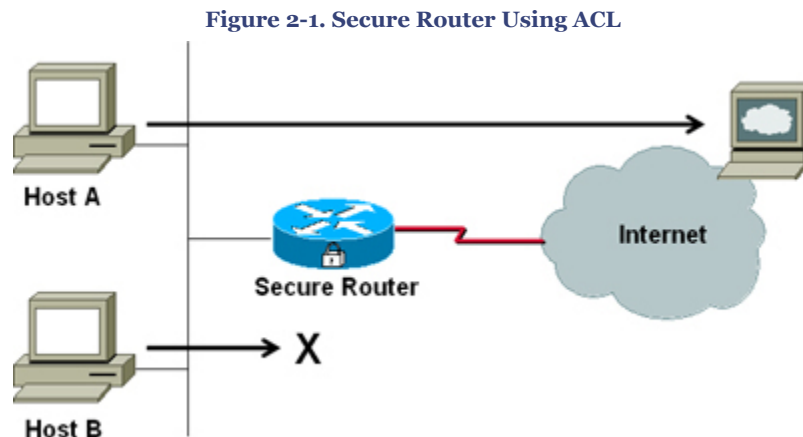 Figure 2-1. Secure Router Using ACL
Host A
Internet
Secure Router
X
Host B